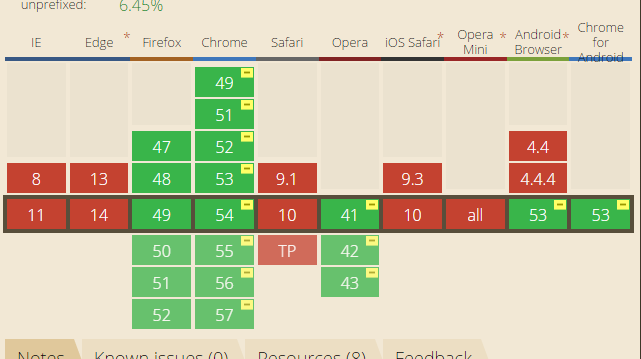 unprefixed: 6.45%
IE Edge * Firefox Chrome Safari Opera iOS Safari * Opera Mini * Android Browser * Chrome for Android
49
51
47 52 4.4
8 13 48 53 9.1 9.3 4.4.4
11 14 49 54 10 41 10 all 53 53
50 55 TP 42
51 56 43
52 57
Notes Known issues (0) Resources (8) Feedback